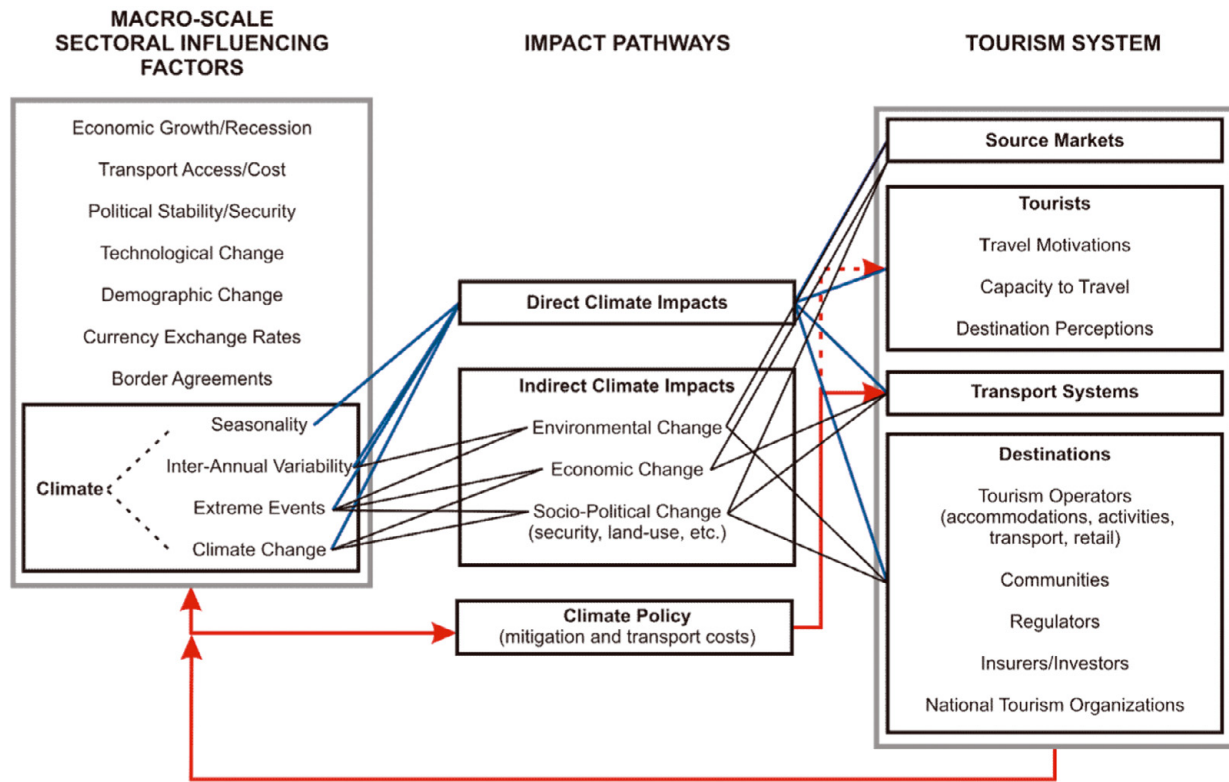 MACRO-SCALE
SECTORAL INFLUENCING
FACTORS
Economic Growth/Recession
Transport Access/Cost
Political Stability/Security
Technological Change
Demographic Change
Currency Exchange Rates
Border Agreements
Climate
Seasonality
Inter-Annual Variability
Extreme Events
Climate Change
IMPACT PATHWAYS
Direct Climate Impacts
Indirect Climate Impacts
Environmental Change
Economic Change
Socio-Political Change
(security, land-use, etc.)
Climate Policy
(mitigation and transport costs)
TOURISM SYSTEM
Source Markets
Tourists
Travel Motivations
Capacity to Travel
Destination Perceptions
Transport Systems
Destinations
Tourism Operators
(accommodations, activities,
transport, retail)
Communities
Regulators
Insurers/Investors
National Tourism Organizations